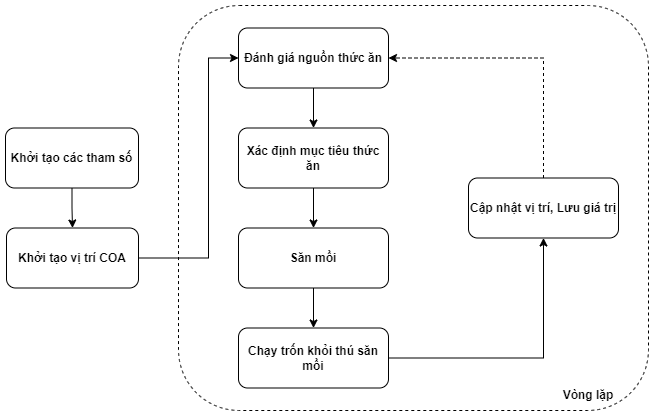 Khởi tạo các tham số
Khởi tạo vị trí COA
Đánh giá nguồn thức ăn
Xác định mục tiêu thức
ăn
Săn mồi
Chạy trốn khỏi thú săn
mồi
Cập nhật vị trí, Lưu giá trị
Vòng lặp